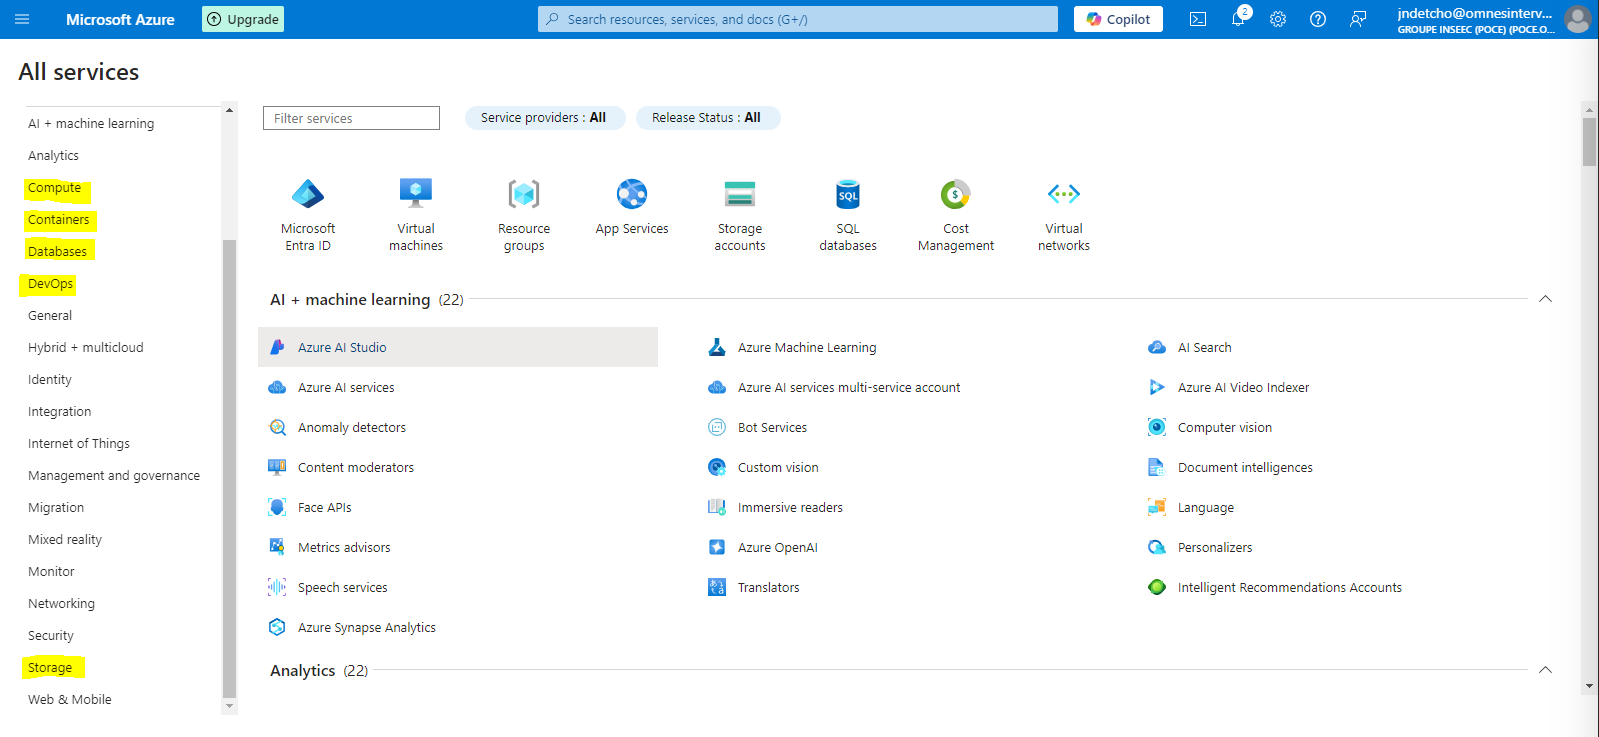 Microsoft Azure
Upgrade
Search resources, services, and docs (G+/)
Copilot
2
jndetcho@omnesinterv...
GROUPE INSEEC (POCE) (POCE.O...
All services
AI + machine learning
Analytics
Compute
Containers
Databases
DevOps
General
Hybrid + multicloud
Identity
Integration
Internet of Things
Management and governance
Migration
Mixed reality
Monitor
Networking
Security
Storage
Web & Mobile
Filter services
Service providers : All
Release Status : All
Microsoft
Entra ID
Virtual
machines
Resource
groups
App Services
Storage
accounts
SQL
SQL
databases
$
Cost
Management
Virtual
networks
AI + machine learning (22)
Azure AI Studio
Azure Machine Learning
AI Search
Azure AI services
Azure AI services multi-service account
Azure AI Video Indexer
Anomaly detectors
Bot Services
Computer vision
Content moderators
Custom vision
Document intelligences
Face APIs
Immersive readers
Language
Metrics advisors
Azure OpenAI
Personalizers
Speech services
Translators
Intelligent Recommendations Accounts
Azure Synapse Analytics
Analytics (22)